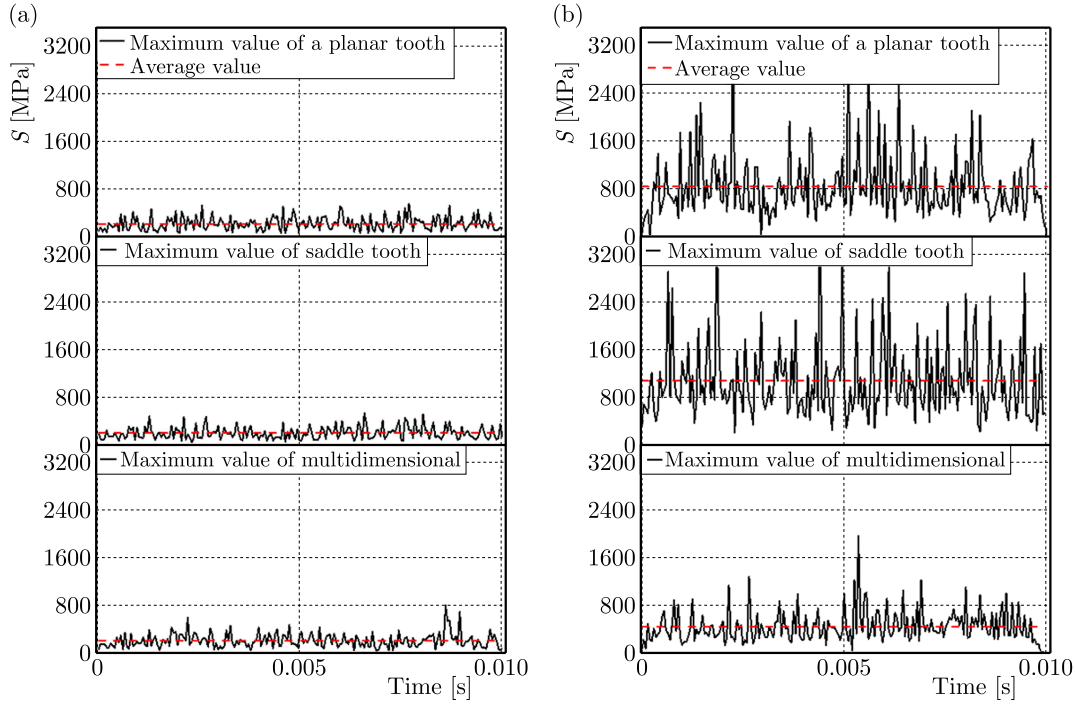 (a)
3200
2400
1600
800
0
S [MPa]
Maximum value of a planar tooth
Average value
3200
2400
1600
800
0
Maximum value of saddle tooth
3200
2400
1600
800
0
Maximum value of multidimensional
0
0.005
0.010
Time [s]
(b)
3200
2400
1600
800
0
S [MPa]
Maximum value of a planar tooth
Average value
3200
2400
1600
800
0
Maximum value of saddle tooth
3200
2400
1600
800
0
Maximum value of multidimensional
0
0.005
0.010
Time [s]